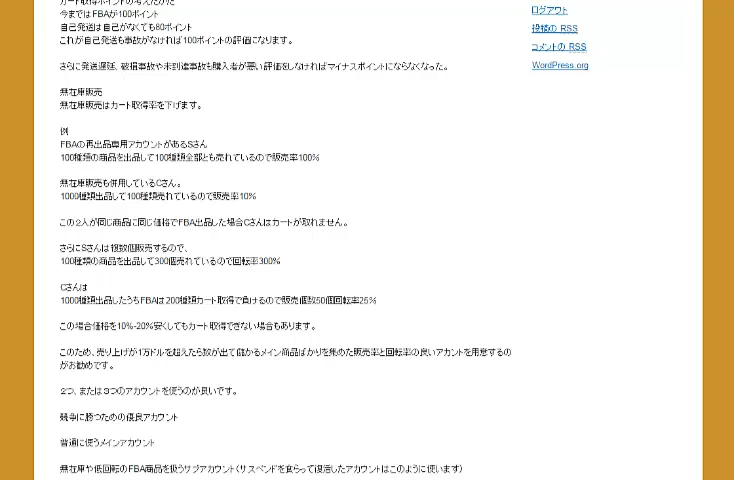 カート取得ポイントの考えかた
今まではFBAが100ポイント
自己発送は自己がなくても80ポイント
これが自己発送も事故がなければ100ポイントの評価になります。
さらに発送遅延、破損事故や未到達事故も購入者が悪い評価をしなければマイナスポイントにならなくなった。
無在庫販売
無在庫販売はカート取得率を下げます。
例
FBAの再出品専用アカウントがあるSさん
100種類の商品を出品して100種類全部とも売れているので販売率100%
無在庫販売も併用しているCさん。
1000種類出品して100種類売れているので販売率10%
この2人が同じ商品に同じ価格でFBA出品した場合Cさんはカートが取れません。
さらにSさんは複数個販売するので、
100種類の商品を出品して300個売れているので回転率300%
Cさんは
1000種類出品したうちFBAは200種類カート取得で負けるので販売個数50個回転率25%
この場合価格を10%-20%安くしてもカート取得できない場合もあります。
このため、売り上げが1万ドルを超えたら数が出て儲かるメイン商品ばかりを集めた販売率と回転率の良いアカントを用意するの
がお勧めです。
2つ、または3つのアカウントを使うのが良いです。
競争に勝つための優良アカウント
普通に使うメインアカウント
無在庫や低回転のFBA商品を扱うサブアカウント(サスペンドを食らって復活したアカウントはこのように使います)
ログアウト
投稿の RSS
コメントの RSS
WordPress.org